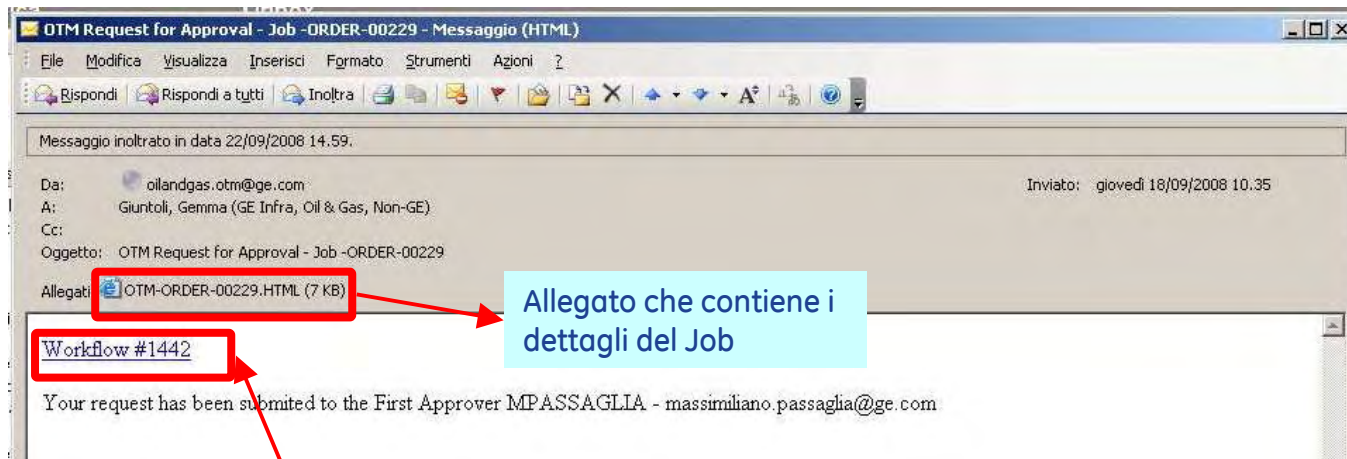 OTM Request for Approval - Job -ORDER-00229 - Messaggio (HTML)
File Modifica Visualizza Inserisci Formato Strumenti Azioni ?
Rispondi Rispondi a tutti Inoltra
Messaggio inoltrato in data 22/09/2008 14.59.
Da: oilandgas.otm@ge.com Inviato: giovedì 18/09/2008 10.35
A: Giuntoli, Gemma (GE Infra, Oil & Gas, Non-GE)
Cc:
Oggetto: OTM Request for Approval - Job -ORDER-00229
Allegati OTM-ORDER-00229.HTML (7 KB)
Allegato che contiene i
dettagli del Job
Workflow #1442
Your request has been submited to the First Approver MPASSAGLIA - massimiliano.passaglia@ge.com